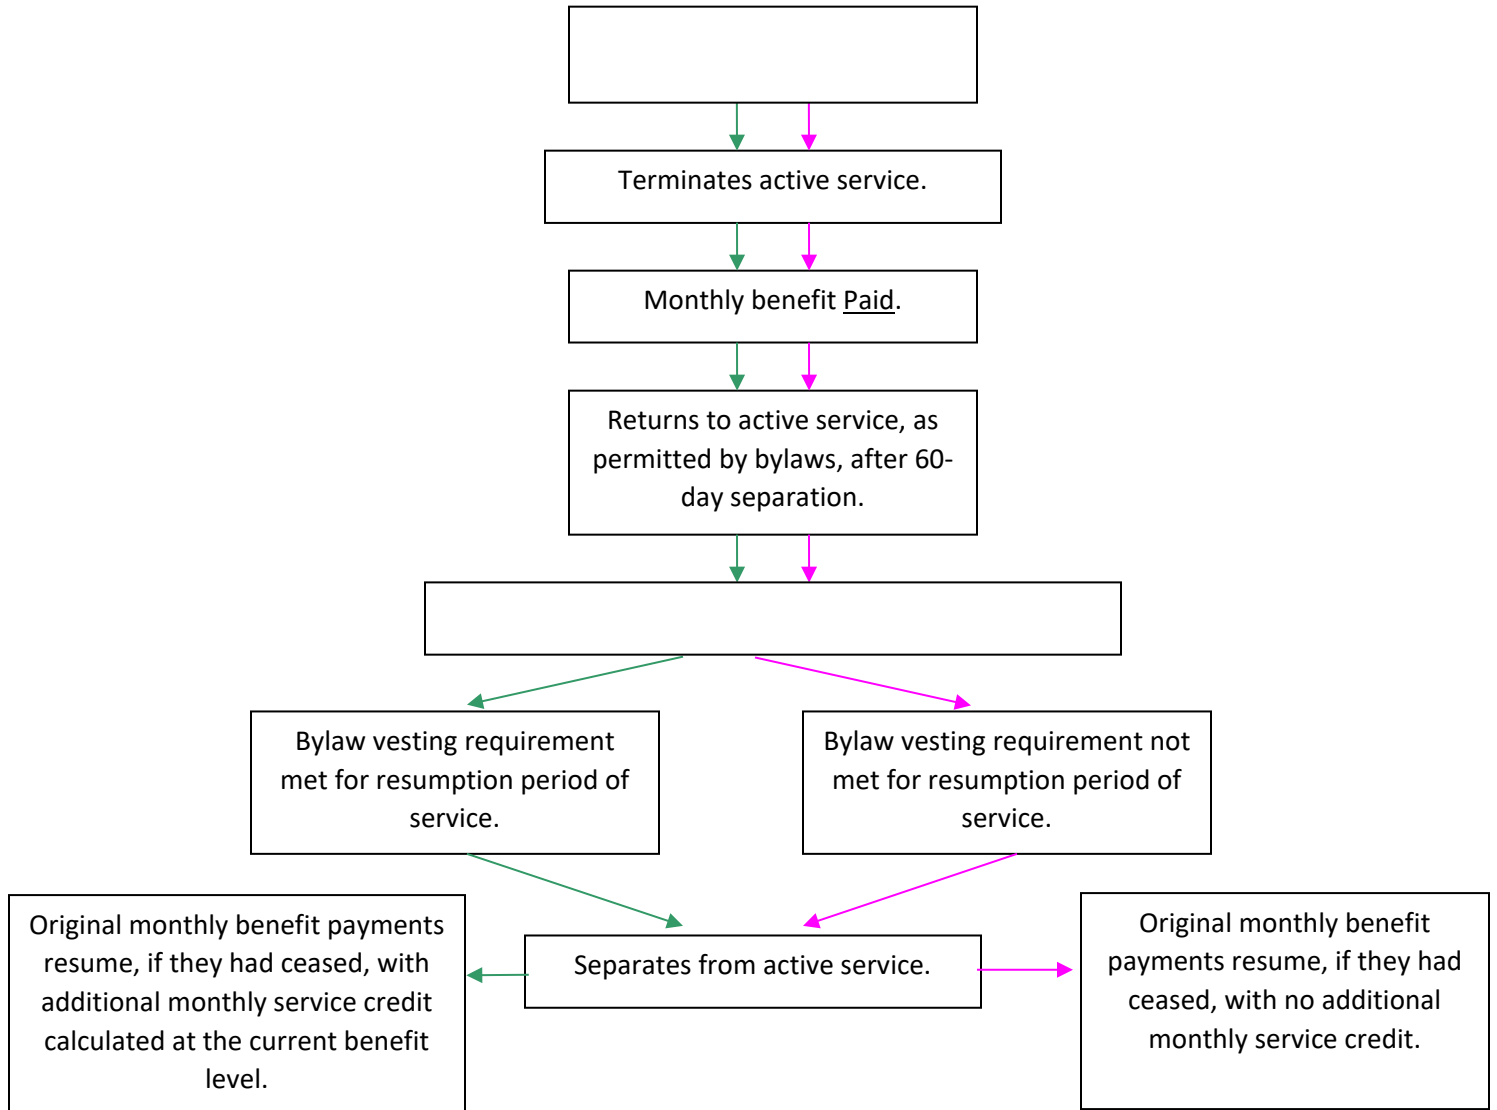 Terminates active service.
Monthly benefit Paid.
Returns to active service, as
permitted by bylaws, after 60-
day separation.
Bylaw vesting requirement
met for resumption period of
service.
Bylaw vesting requirement not
met for resumption period of
service.
Original monthly benefit payments
resume, if they had ceased, with
additional monthly service credit
calculated at the current benefit
level.
Separates from active service.
Original monthly benefit
payments resume, if they had
ceased, with no additional
monthly service credit.